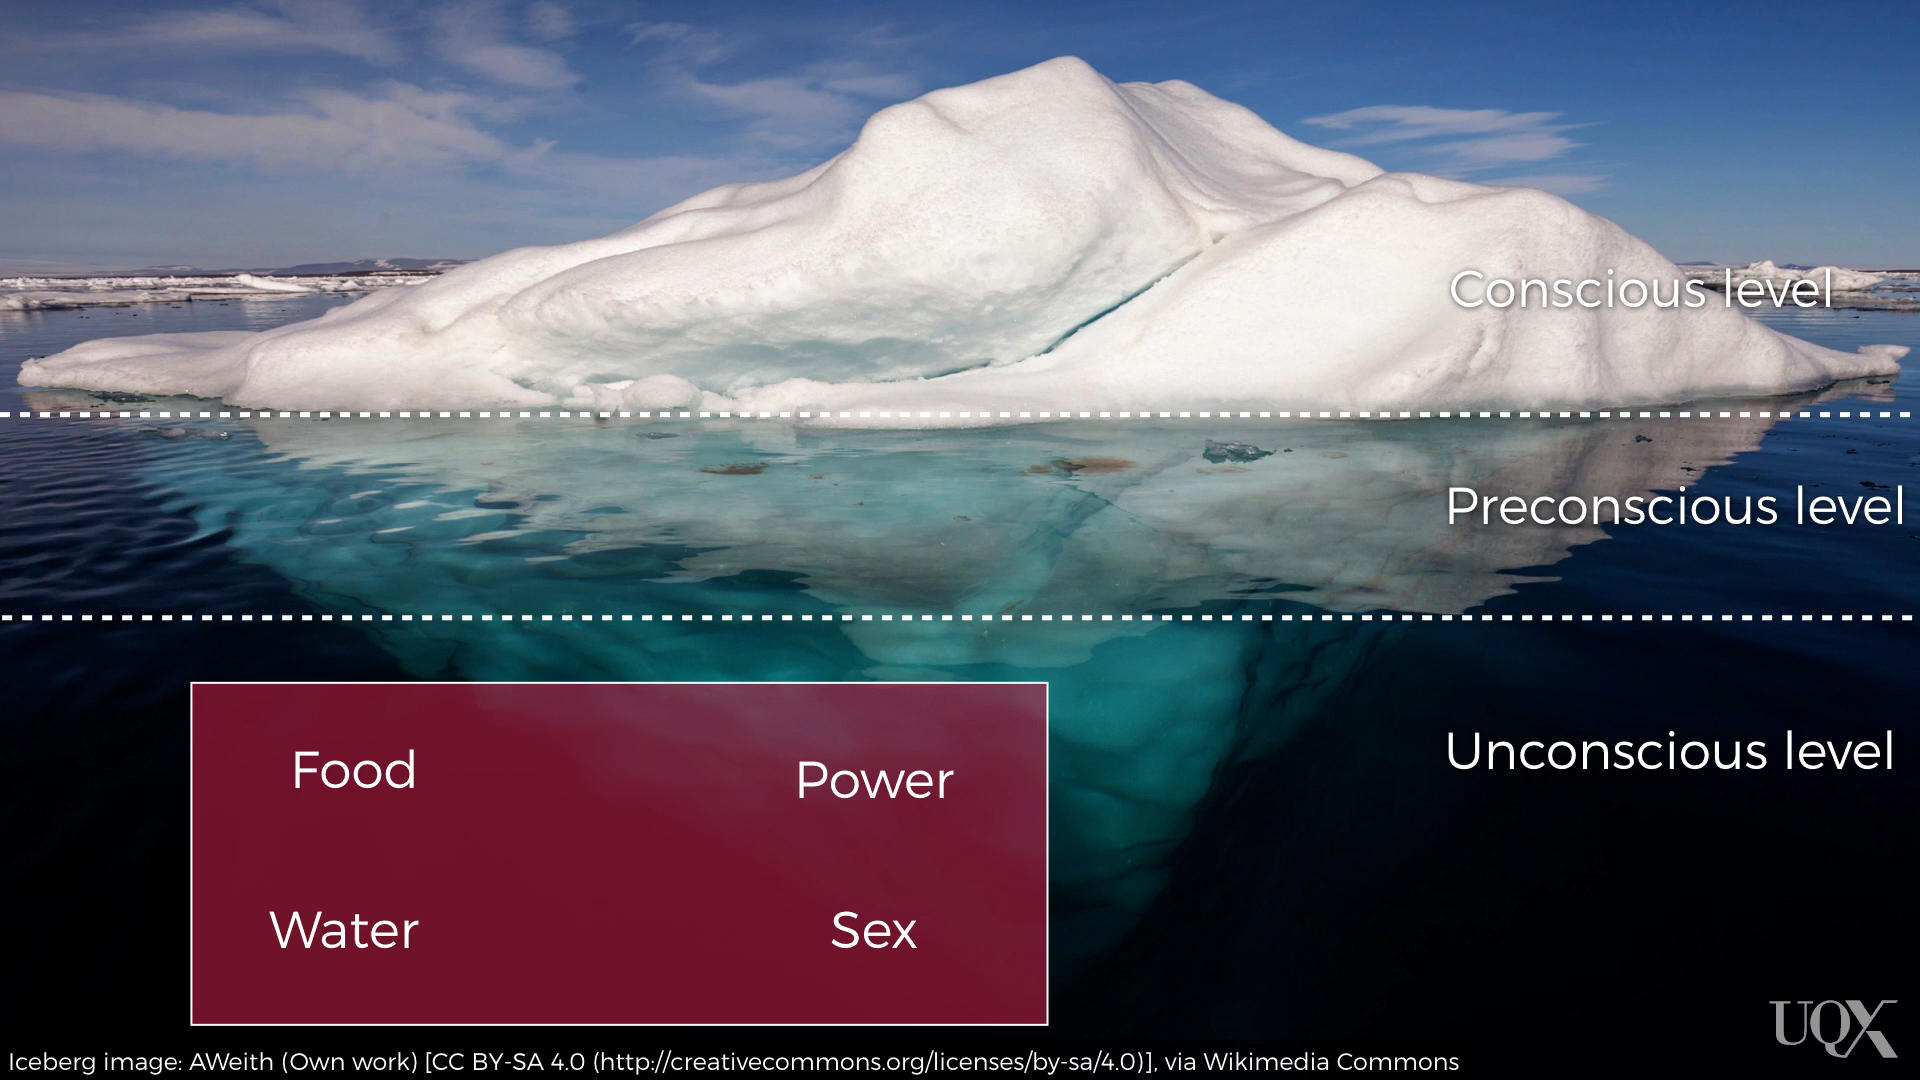 Conscious level
Preconscious level
Unconscious level
Food
Power
Water
Sex
UQX
Iceberg image: AWeith (Own work) [CC BY-SA 4.0 (http://creativecommons.org/licenses/by-sa/4.0)], via Wikimedia Commons